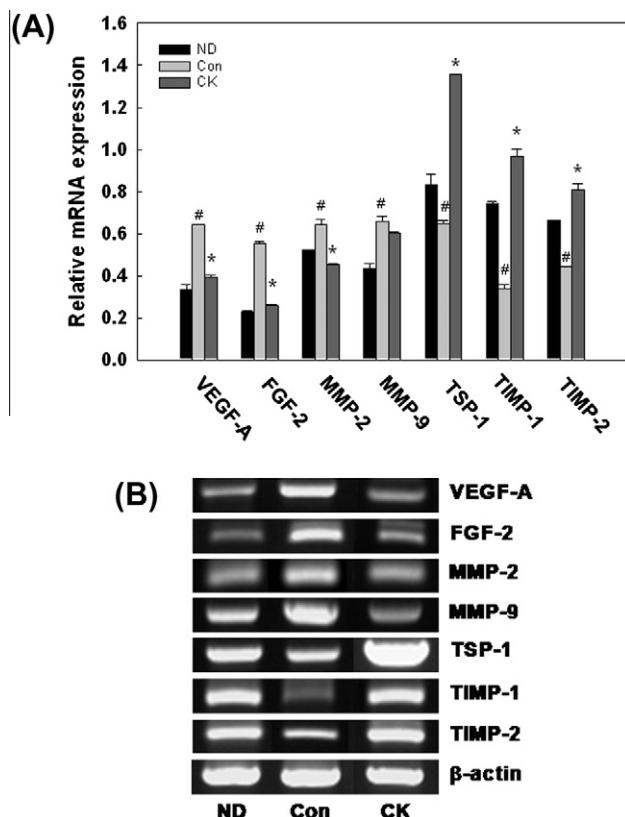 (A)
Relative mRNA expression
1.6
1.4
1.2
1.0
0.8
0.6
0.4
0.2
0.0
ND
Con
CK
# * # * # * # # * # * # *
VEGF-A FGF-2 MMP-2 MMP-9 TSP-1 TIMP-1 TIMP-2
(B)
VEGF-A
FGF-2
MMP-2
MMP-9
TSP-1
TIMP-1
TIMP-2
β-actin
ND Con CK